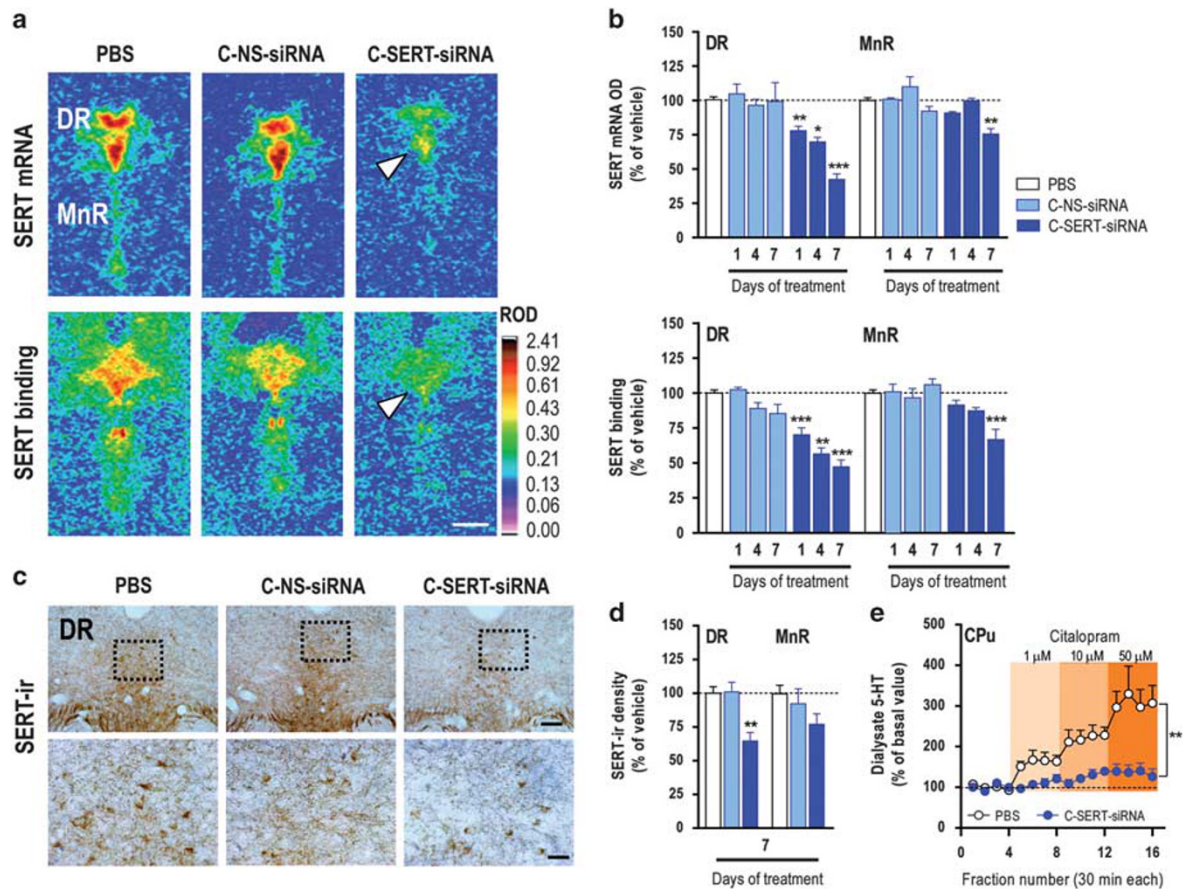 a
PBS
C-NS-siRNA
C-SERT-siRNA
SERT mRNA
DR
MnR
SERT binding
ROD
2.41
0.92
0.61
0.43
0.30
0.21
0.13
0.06
0.00
b
150
125
100
75
50
25
0
SERT mRNA OD
(% of vehicle)
DR
MnR
**
*
***
**
PBS
C-NS-siRNA
C-SERT-siRNA
1 4 7 1 4 7
1 4 7 1 4 7
Days of treatment
Days of treatment
150
125
100
75
50
25
0
SERT binding
(% of vehicle)
DR
MnR
***
**
***
***
1 4 7 1 4 7
1 4 7 1 4 7
Days of treatment
Days of treatment
c
PBS
C-NS-siRNA
C-SERT-siRNA
SERT-ir
DR
d
150
125
100
75
50
25
0
SERT-ir density
(% of vehicle)
DR
MnR
**
7
Days of treatment
e
CPu
Citalopram
1 µM
10 µM
50 µM
500
400
300
200
100
0
Dialysate 5-HT
(% of basal value)
**
PBS
C-SERT-siRNA
0 4 8 12 16
Fraction number (30 min each)